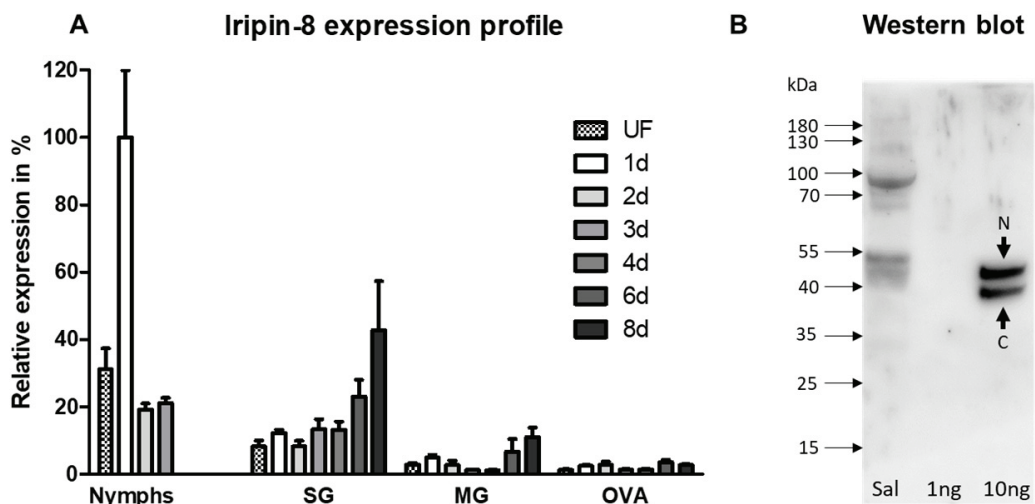 A Iripin-8 expression profile
120
100
80
60
40
20
0
Relative expression in %
UF
1d
2d
3d
4d
6d
8d
Nymphs SG MG OVA
B Western blot
kDa
180
130
100
70
55
40
35
25
15
N
C
Sal 1ng 10ng